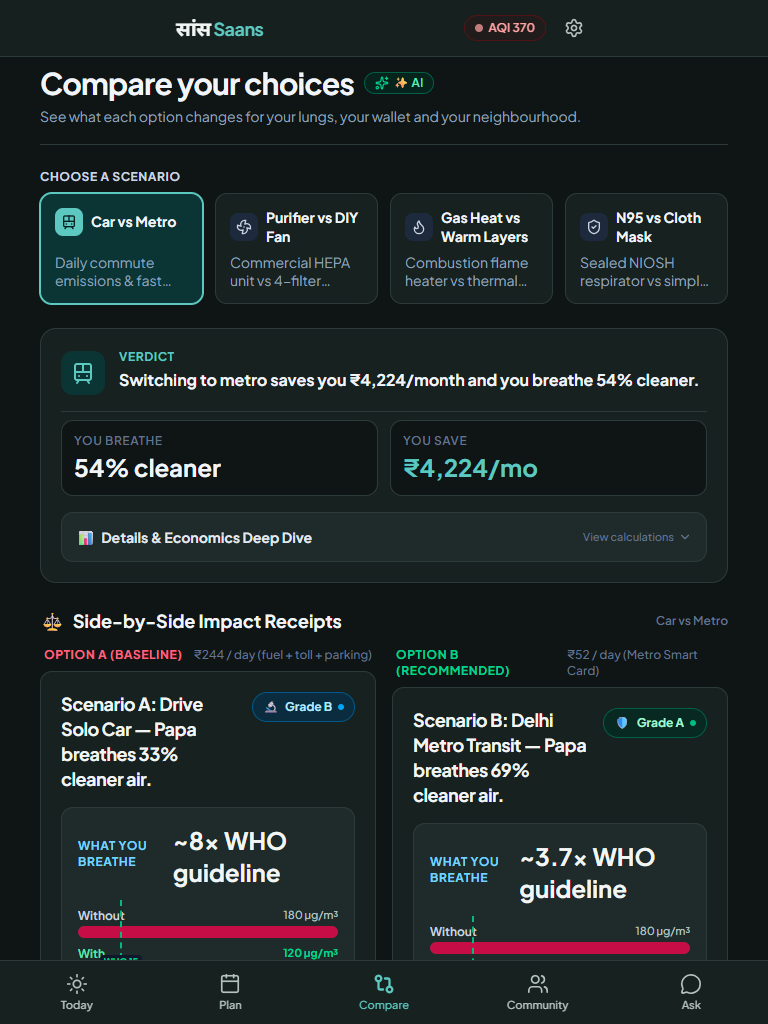 सांस Saans
AQI 370
Compare your choices
✨ AI
See what each option changes for your lungs, your wallet and your neighbourhood.
CHOOSE A SCENARIO
Car vs Metro
Daily commute
emissions & fast...
Purifier vs DIY
Fan
Commercial HEPA
unit vs 4-filter...
Gas Heat vs
Warm Layers
Combustion flame
heater vs thermal...
N95 vs Cloth
Mask
Sealed NIOSH
respirator vs simpl...
VERDICT
Switching to metro saves you ₹4,224/month and you breathe 54% cleaner.
YOU BREATHE
54% cleaner
YOU SAVE
₹4,224/mo
📊 Details & Economics Deep Dive
View calculations
⚖️ Side-by-Side Impact Receipts
Car vs Metro
OPTION A (BASELINE)
₹244 / day (fuel + toll + parking)
Scenario A: Drive
Solo Car — Papa
breathes 33%
cleaner air.
🔬 Grade B
WHAT YOU
BREATHE
~8× WHO
guideline
Without
180 µg/m³
With
120 µg/m³
OPTION B
(RECOMMENDED)
₹52 / day (Metro Smart
Card)
Scenario B: Delhi
Metro Transit — Papa
breathes 69%
cleaner air.
🛡️ Grade A
WHAT YOU
BREATHE
~3.7× WHO
guideline
Without
180 µg/m³
Today
Plan
Compare
Community
Ask